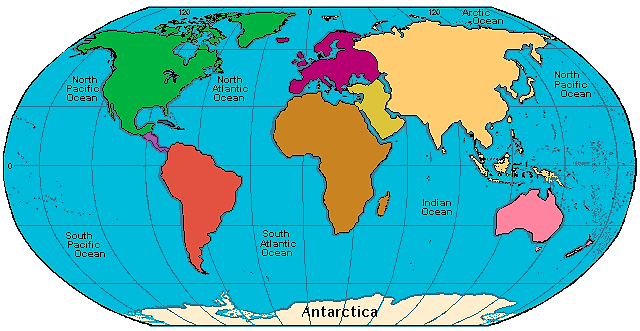 120
0
120
Arctic
Ocean
North
Pacific
Ocean
North
Atlantic
Ocean
North
Pacific
Ocean
0
Indian
Ocean
South
Pacific
Ocean
South
Atlantic
Ocean
Antarctica